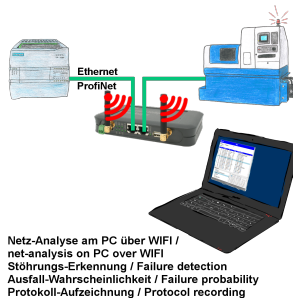 Ethernet
ProfiNet
Netz-Analyse am PC über WIFI /
net-analysis on PC over WIFI
Störungs-Erkennung / Failure detection
Ausfall-Wahrscheinlichkeit / Failure probability
Protokoll-Aufzeichnung / Protocol recording